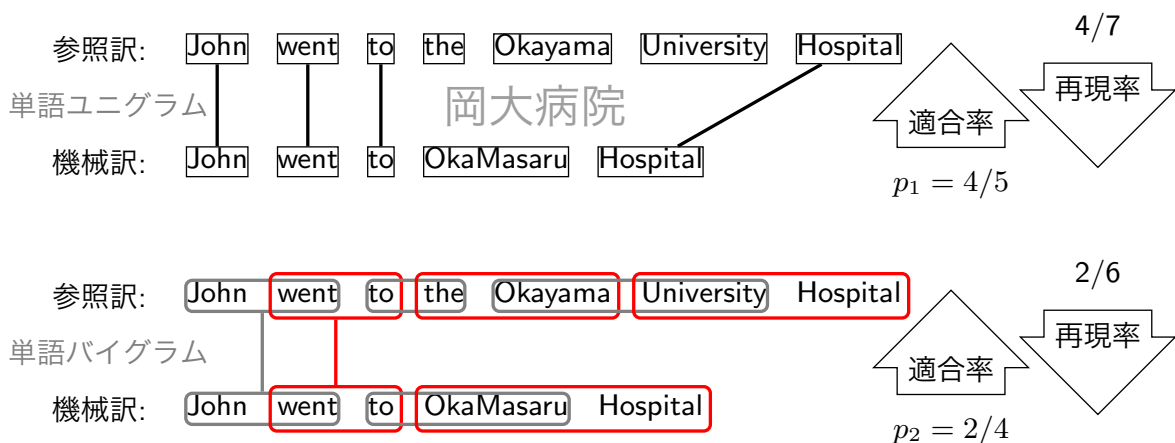 4/7
参照訳: John went to the Okayama University Hospital
単語ユニグラム 岡大病院 適合率 再現率
機械訳: John went to OkaMasaru Hospital
p₁ = 4/5
2/6
参照訳: John went to the Okayama University Hospital
単語バイグラム 適合率 再現率
機械訳: John went to OkaMasaru Hospital
p₂ = 2/4